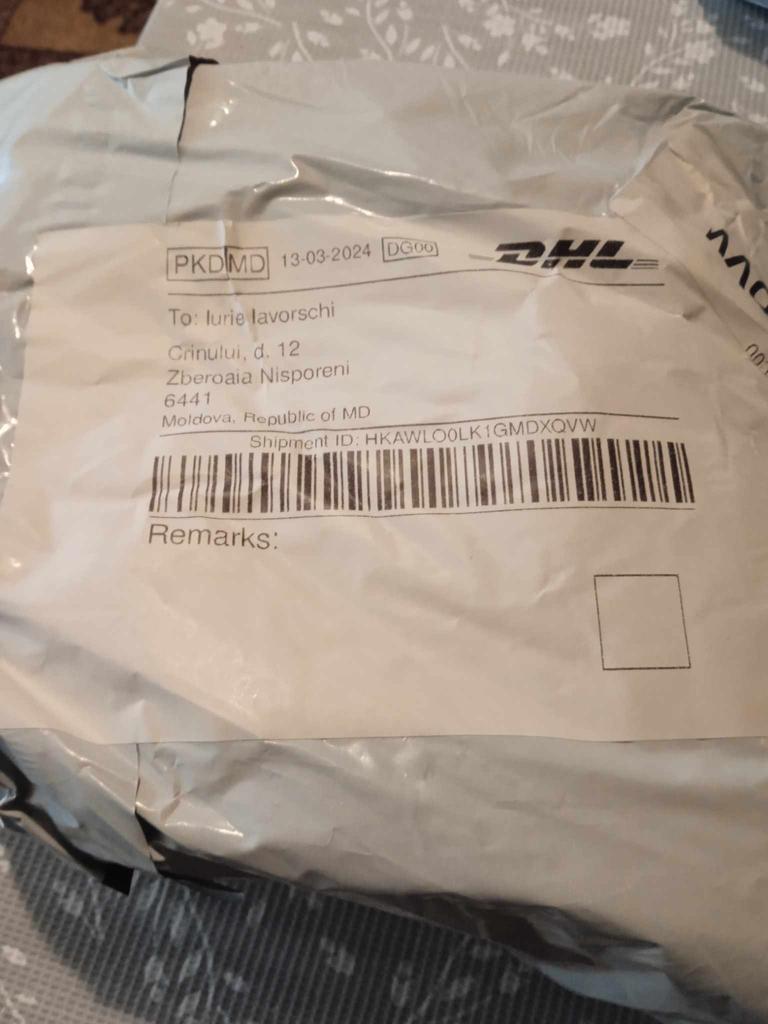 PKD MD 13-03-2024 DG00 DHL
To: Iurie Iavorschi
Crinului, d. 12
Zberoaia Nisporeni
6441
Moldova, Republic of MD
Shipment ID: HKAWLO0LK1GMDXQVW
Remarks: